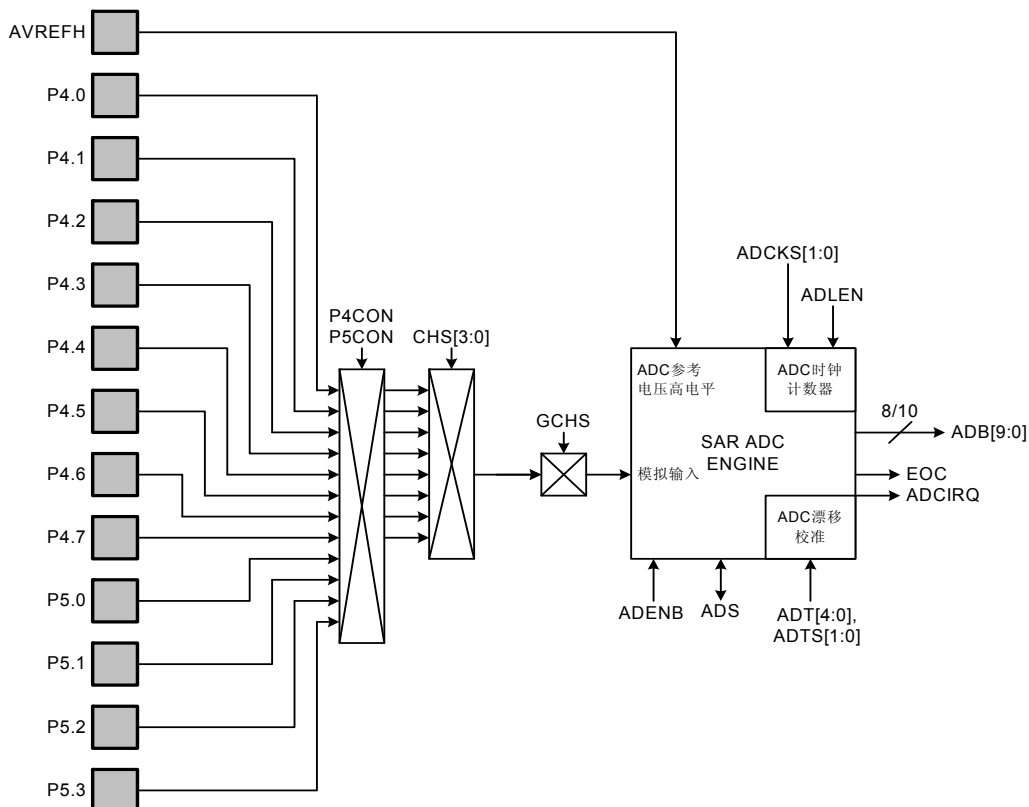 AVREFH
P4.0
P4.1
P4.2
P4.3
P4.4
P4.5
P4.6
P4.7
P5.0
P5.1
P5.2
P5.3
P4CON
P5CON
CHS[3:0]
GCHS
ADCKS[1:0]
ADLEN
ADC参考
电压高电平
ADC时钟
计数器
SAR ADC
ENGINE
模拟输入
ADC漂移
校准
8/10
ADB[9:0]
EOC
ADCIRQ
ADENB
ADS
ADT[4:0],
ADTS[1:0]